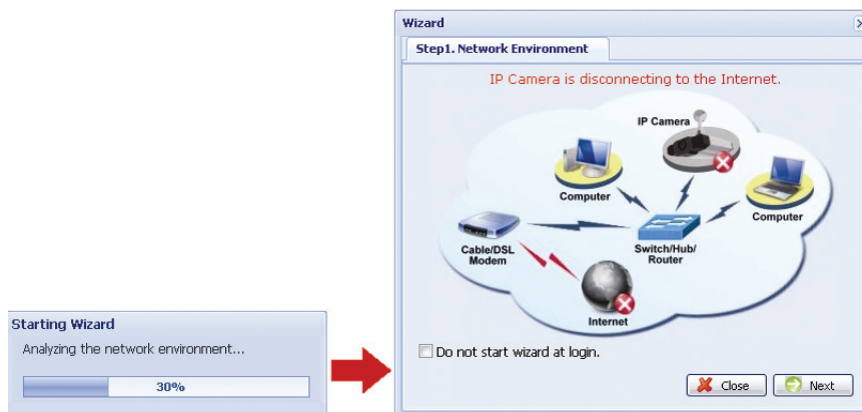 Starting Wizard
Analyzing the network environment...
30%
Wizard
Step1. Network Environment
IP Camera is disconnecting to the Internet.
IP Camera
Computer
Computer
Cable/DSL
Modem
Switch/Hub/
Router
Internet
Do not start wizard at login.
Close
Next